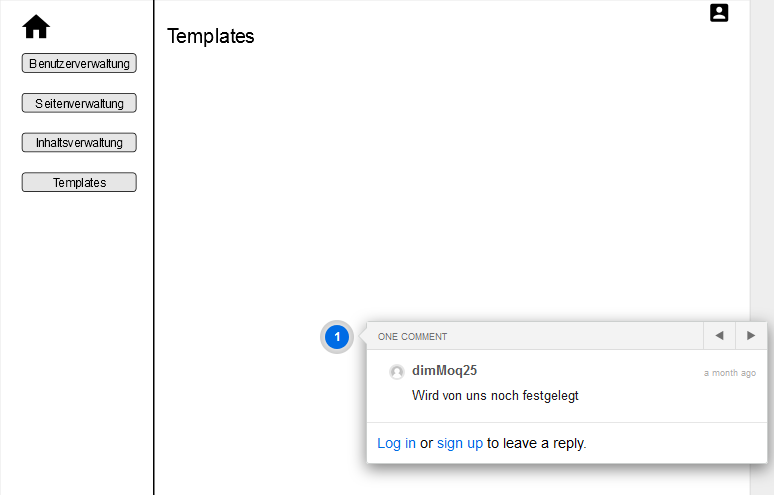 Templates
Benutzerverwaltung
Seitenverwaltung
Inhaltsverwaltung
Templates
1
ONE COMMENT
dimMoq25
a month ago
Wird von uns noch festgelegt
Log in or sign up to leave a reply.